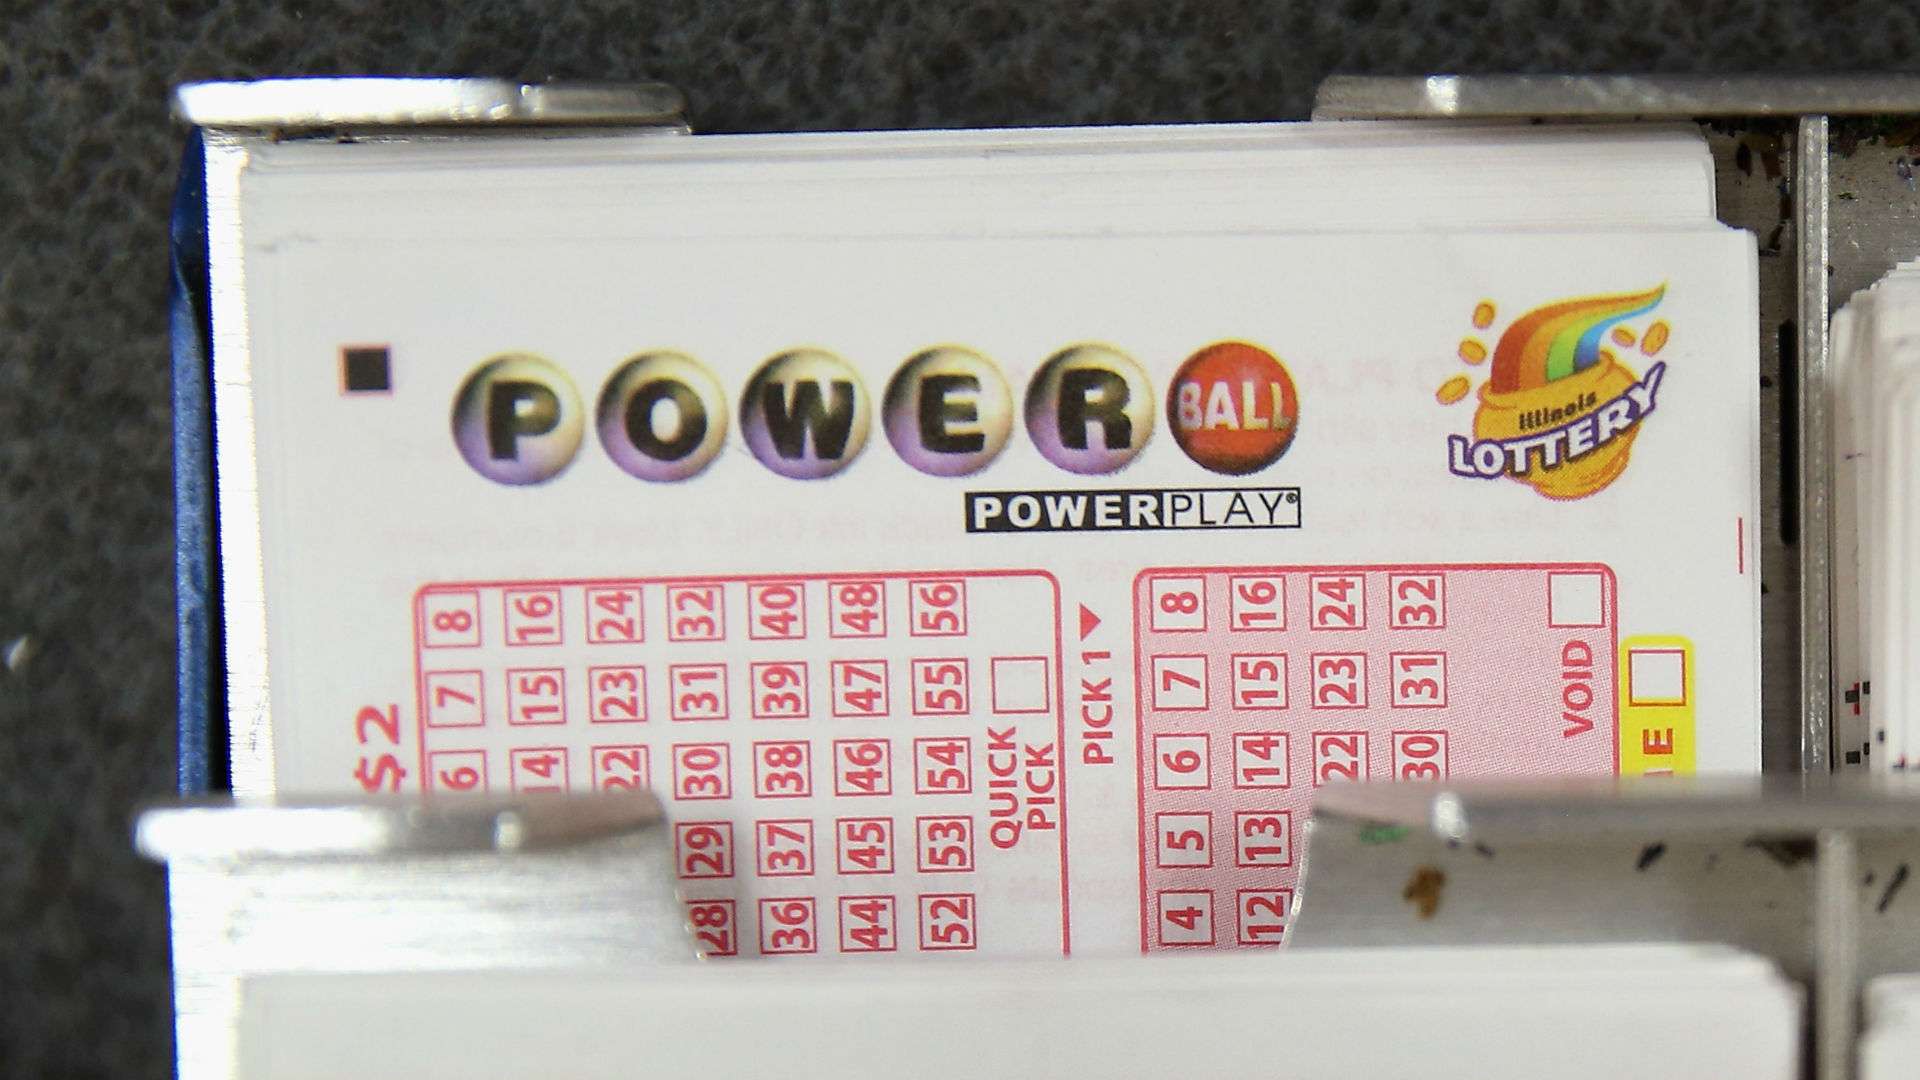 POWERBALL
POWERPLAY®
Illinois
LOTTERY
8 16 24 32 40 48 56
7 15 23 31 39 47 55
6 14 22 30 38 46 54
29 37 45 53
28 36 44 52
$2
QUICK
PICK
PICK 1
8 16 24 32
7 15 23 31
6 14 22 30
5 13
4 12
VOID